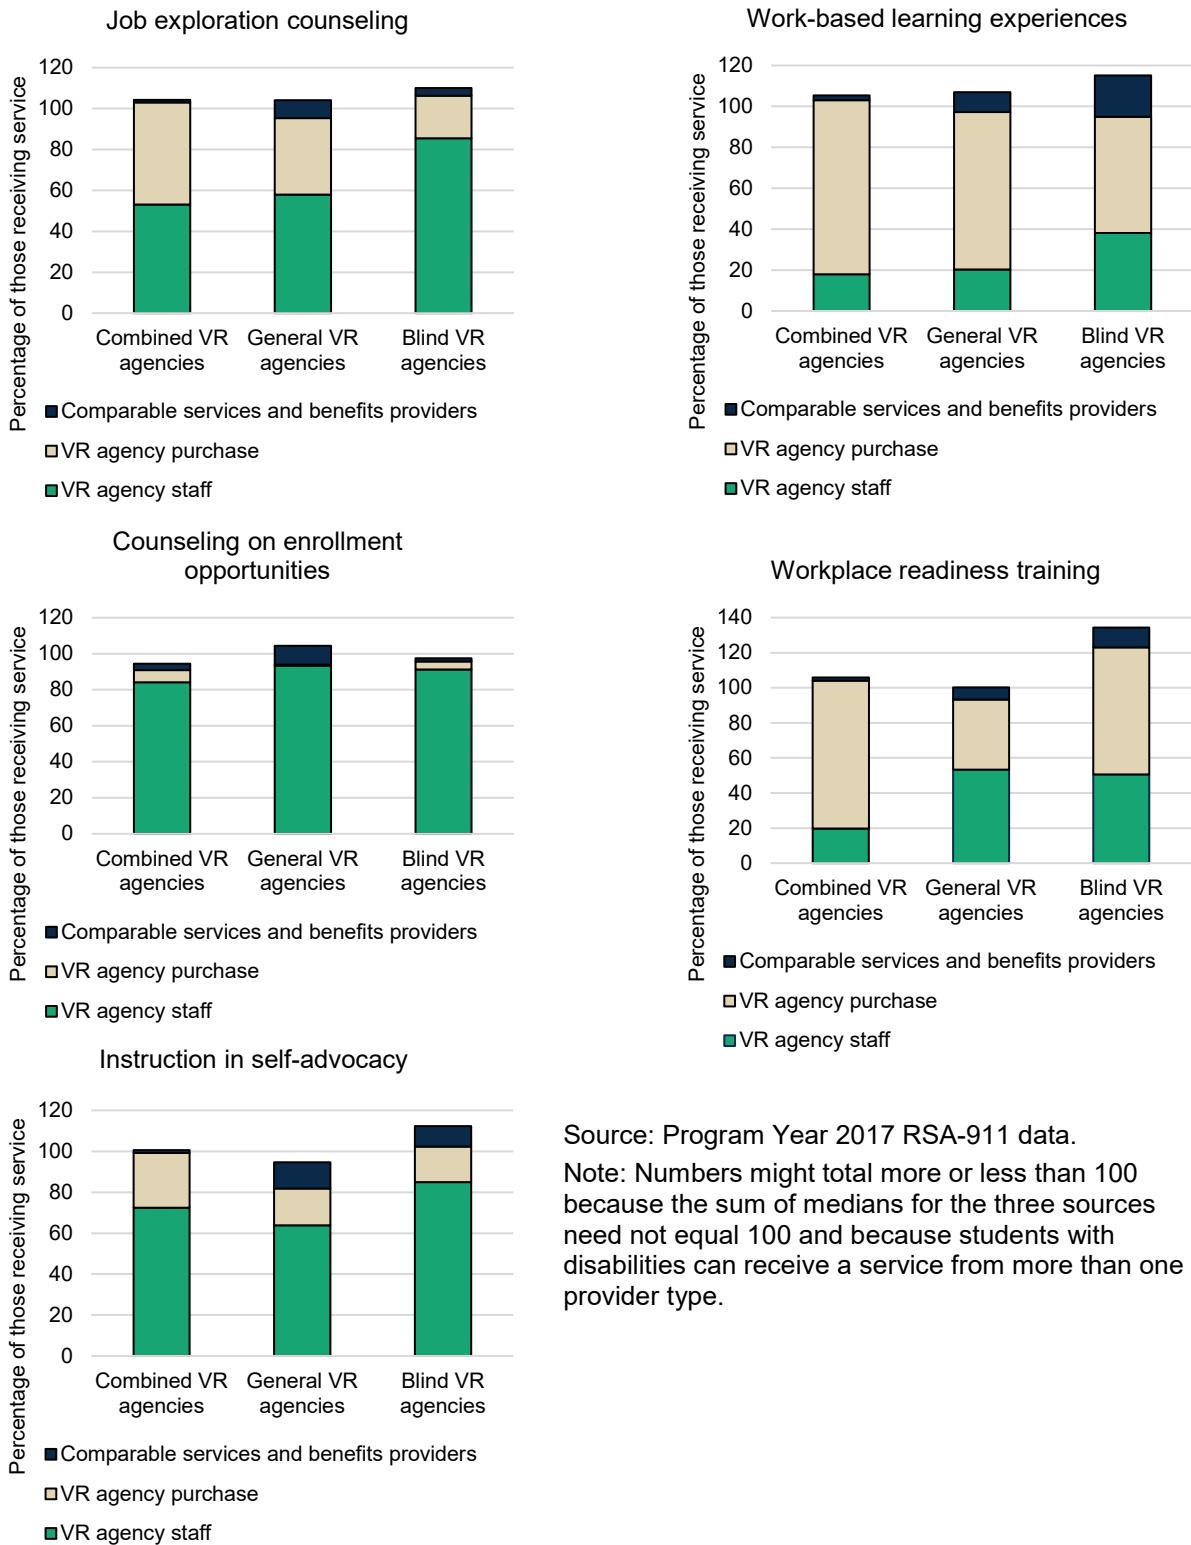 Job exploration counseling
Percentage of those receiving service
120
100
80
60
40
20
0
Combined VR
agencies
General VR
agencies
Blind VR
agencies
Comparable services and benefits providers
VR agency purchase
VR agency staff
Work-based learning experiences
Percentage of those receiving service
120
100
80
60
40
20
0
Combined VR
agencies
General VR
agencies
Blind VR
agencies
Comparable services and benefits providers
VR agency purchase
VR agency staff
Counseling on enrollment
opportunities
Percentage of those receiving service
120
100
80
60
40
20
0
Combined VR
agencies
General VR
agencies
Blind VR
agencies
Comparable services and benefits providers
VR agency purchase
VR agency staff
Workplace readiness training
Percentage of those receiving service
140
120
100
80
60
40
20
0
Combined VR
agencies
General VR
agencies
Blind VR
agencies
Comparable services and benefits providers
VR agency purchase
VR agency staff
Instruction in self-advocacy
Percentage of those receiving service
120
100
80
60
40
20
0
Combined VR
agencies
General VR
agencies
Blind VR
agencies
Comparable services and benefits providers
VR agency purchase
VR agency staff
Source: Program Year 2017 RSA-911 data.
Note: Numbers might total more or less than 100
because the sum of medians for the three sources
need not equal 100 and because students with
disabilities can receive a service from more than one
provider type.